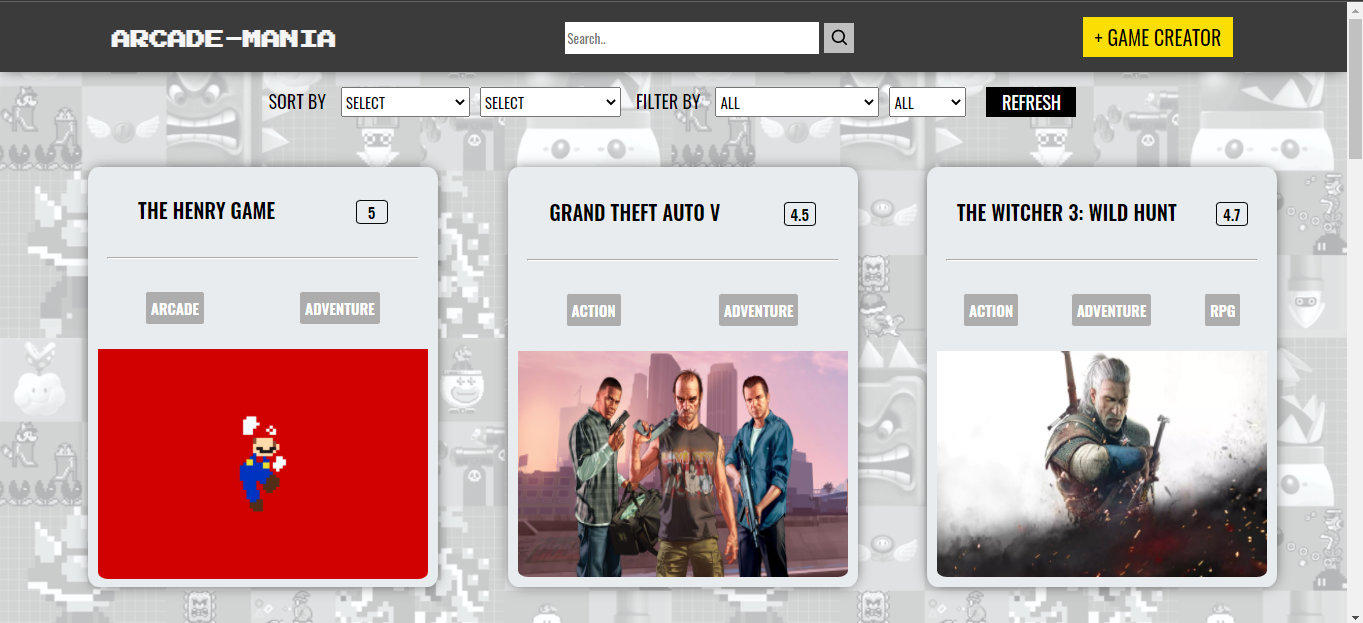 ARCADE-MANIA
Search..
+ GAME CREATOR
SORT BY SELECT SELECT FILTER BY ALL ALL REFRESH
THE HENRY GAME 5
ARCADE ADVENTURE
GRAND THEFT AUTO V 4.5
ACTION ADVENTURE
THE WITCHER 3: WILD HUNT 4.7
ACTION ADVENTURE RPG